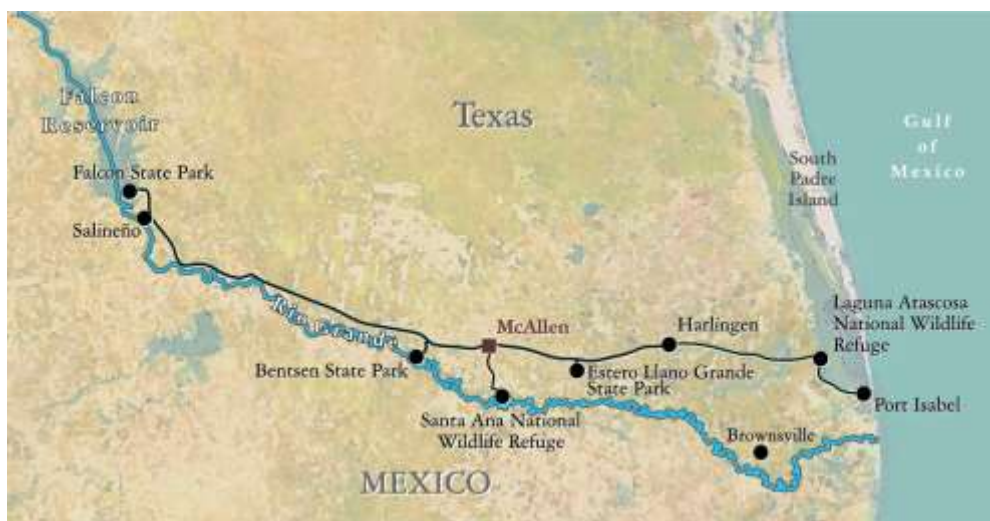 Falcon
Reservoir
Texas
Gulf
of
Mexico
South
Padre
Island
Falcon State Park
Salineño
Rio Grande
McAllen
Harlingen
Laguna Atascosa
National Wildlife
Refuge
Bentsen State Park
Estero Llano Grande
State Park
Port Isabel
Santa Ana National
Wildlife Refuge
Brownsville
MEXICO